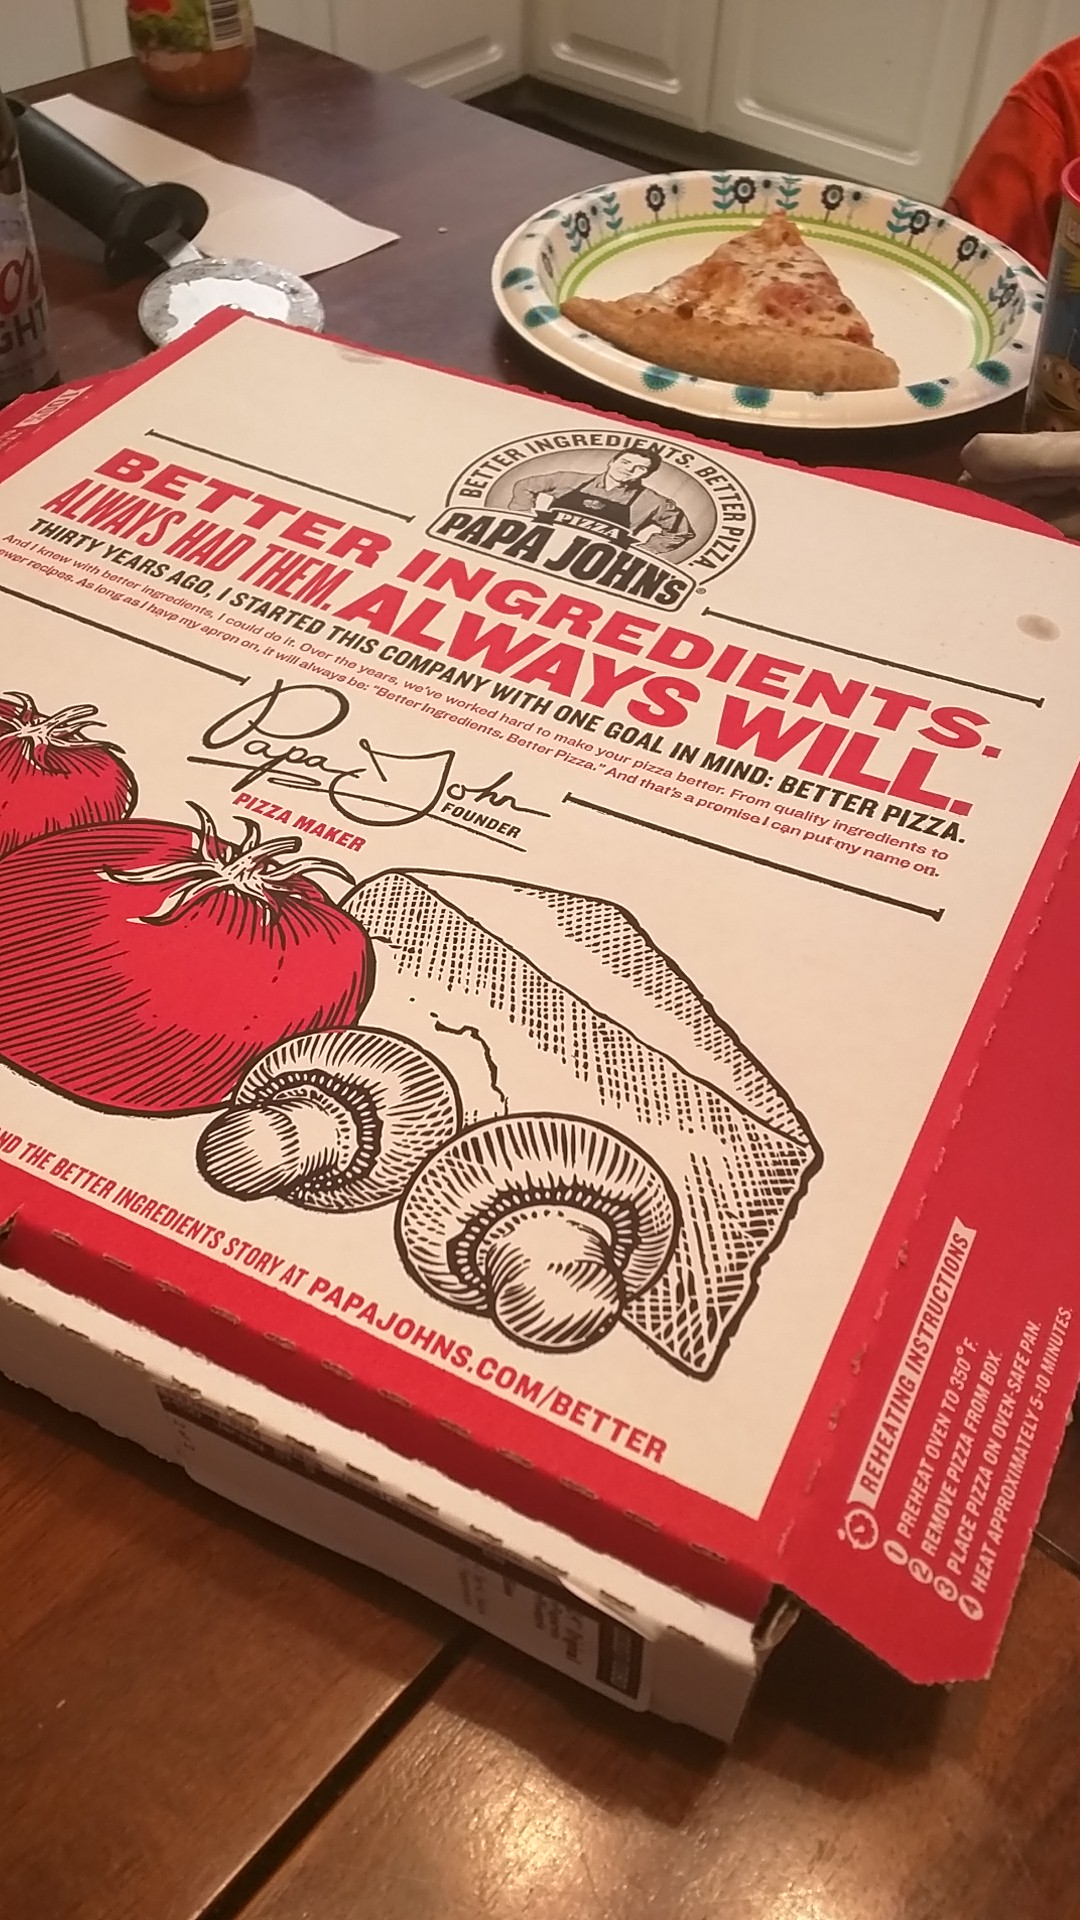 BETTER INGREDIENTS. BETTER PIZZA.
PIZZA
PAPA JOHNS
BETTER INGREDIENTS.
ALWAYS HAD THEM. ALWAYS WILL.
THIRTY YEARS AGO, I STARTED THIS COMPANY WITH ONE GOAL IN MIND: BETTER PIZZA.
And I knew with better ingredients, I could do it. Over the years, we've worked hard to make your pizza better. From quality ingredients to
recipes. As long as I have my apron on, it will always be: "Better Ingredients, Better Pizza." And that's a promise I can put my name on.
Papa John
PIZZA MAKER
FOUNDER
THE BETTER INGREDIENTS STORY AT PAPAJOHNS.COM/BETTER
REHEATING INSTRUCTIONS
1 PREHEAT OVEN TO 350°F.
2 REMOVE PIZZA FROM BOX.
3 PLACE PIZZA ON OVEN-SAFE PAN.
4 HEAT APPROXIMATELY 5-10 MINUTES.